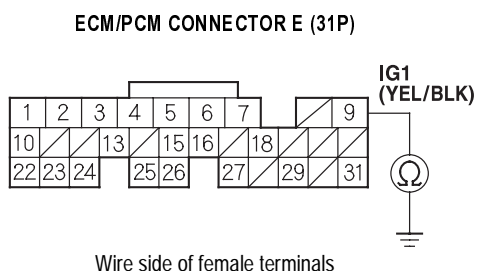 ECM/PCM CONNECTOR E (31P)
IG1
(YEL/BLK)
1 2 3 4 5 6 7 9
10 13 15 16 18
22 23 24 25 26 27 29 31
Ω
Wire side of female terminals